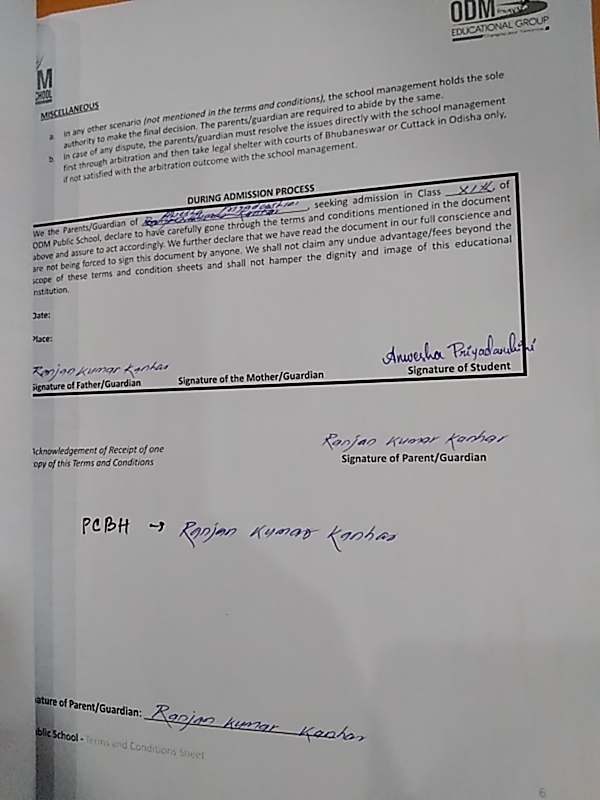 ODM
EDUCATIONAL GROUP
M
MISCELLANEOUS
a. In any other scenario (not mentioned in the terms and conditions), the school management holds the sole
authority to make the final decision. The parents/guardian are required to abide by the same.
b. In case of any dispute, the parents/guardian must resolve the issues directly with the school management
first through arbitration and then take legal shelter with courts of Bhubaneswar or Cuttack in Odisha only,
if not satisfied with the arbitration outcome with the school management.
DURING ADMISSION PROCESS
We the Parents/Guardian of , seeking admission in Class , of
ODM Public School, declare to have carefully gone through the terms and conditions mentioned in the document
above and assure to act accordingly. We further declare that we have read the document in our full conscience and
are not being forced to sign this document by anyone. We shall not claim any undue advantage/fees beyond the
scope of these terms and condition sheets and shall not hamper the dignity and image of this educational
nstitution.
Date:
Place:
Ranjan Kumar Kanhar Anwesha Priyadarshini
Signature of Father/Guardian Signature of the Mother/Guardian Signature of Student
Acknowledgement of Receipt of one
opy of this Terms and Conditions
Ranjan Kumar Kanhar
Signature of Parent/Guardian
PCBH → Ranjan Kumar Kanhar
ature of Parent/Guardian: Ranjan Kumar Kanhar
ublic School - Terms and Conditions Sheet
6